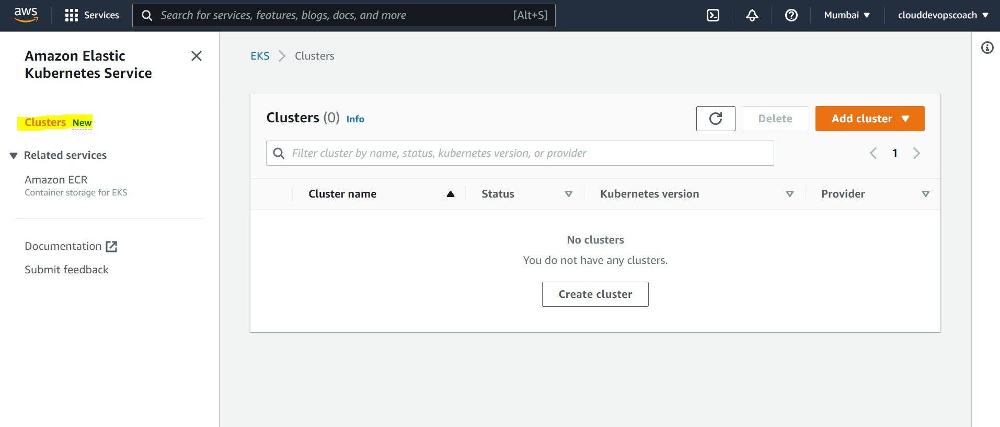 aws
Services
Search for services, features, blogs, docs, and more [Alt+S]
Mumbai
clouddevopscoach
Amazon Elastic
Kubernetes Service
Clusters New
Related services
Amazon ECR
Container storage for EKS
Documentation
Submit feedback
EKS Clusters
Clusters (0) Info
Delete
Add cluster
Filter cluster by name, status, kubernetes version, or provider
1
Cluster name Status Kubernetes version Provider
No clusters
You do not have any clusters.
Create cluster